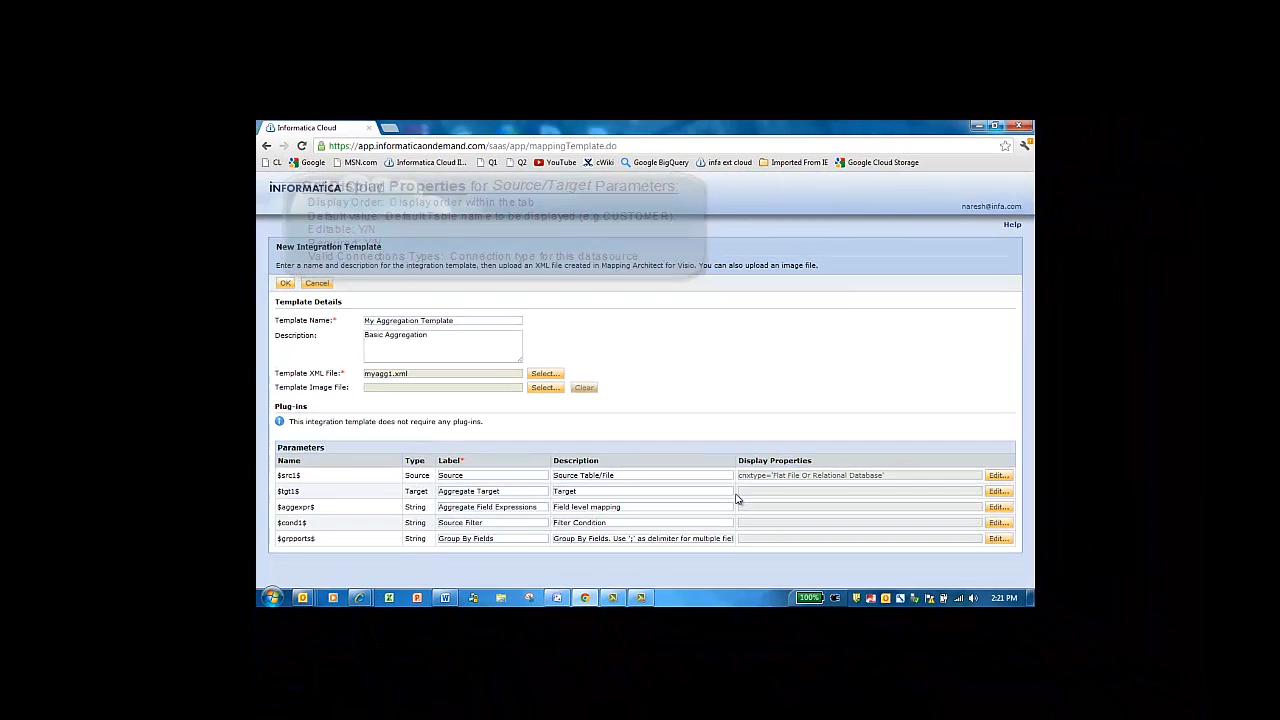 Informatica Cloud
https://app.informaticaondemand.com/saas/app/mappingTemplate.do
CL Google MSN.com Informatica Cloud II... Q1 Q2 YouTube cWiki Google BigQuery infa ext cloud Imported From IE Google Cloud Storage
INFORMATICA Cloud
Display Properties for Source/Target Parameters:
Display Order: Display order within the tab
naresh@infa.com
Default value: Default Table name to be displayed (e.g CUSTOMER)
Help
Editable: Y/N
Required: Y/N
New Integration Template
Valid Connections Types: Connection type for this datasource
Enter a name and description for the integration template, then upload an XML file created in Mapping Architect for Visio. You can also upload an image file.
OK Cancel
Template Details
Template Name:* My Aggregation Template
Description: Basic Aggregation
Template XML File:* myagg1.xml Select...
Template Image File: Select... Clear
Plug-ins
This integration template does not require any plug-ins.
Parameters
Name Type Label* Description Display Properties
$src1$ Source Source Source Table/File cnxtype='Flat File Or Relational Database' Edit...
$tgt1$ Target Aggregate Target Target Edit...
$aggexpr$ String Aggregate Field Expressions Field level mapping Edit...
$cond1$ String Source Filter Filter Condition Edit...
$grpports$ String Group By Fields Group By Fields. Use ';' as delimiter for multiple fiel Edit...
100% 2:21 PM